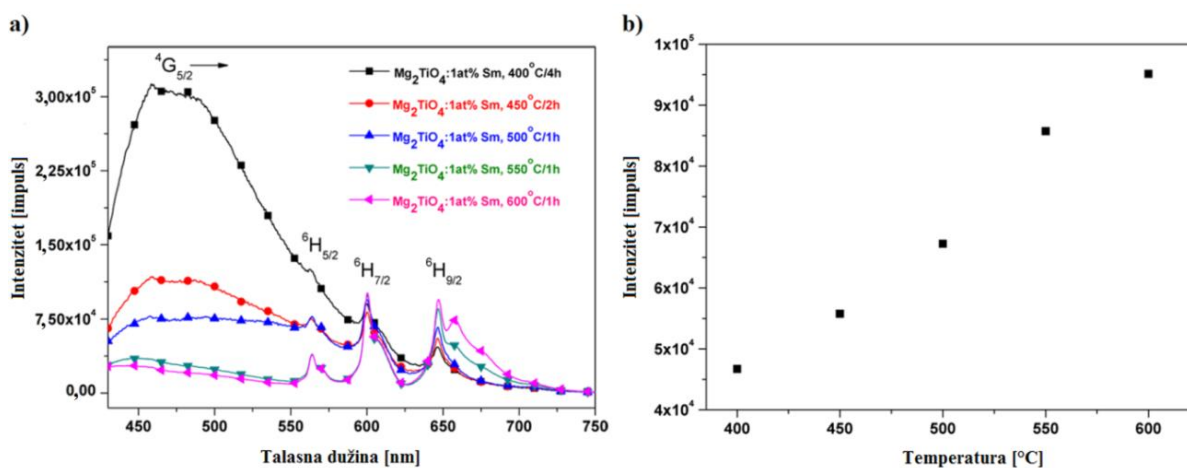 a)
⁴G₅/₂
Mg₂TiO₄:1at% Sm, 400°C/4h
Mg₂TiO₄:1at% Sm, 450°C/2h
Mg₂TiO₄:1at% Sm, 500°C/1h
Mg₂TiO₄:1at% Sm, 550°C/1h
Mg₂TiO₄:1at% Sm, 600°C/1h
⁶H₅/₂
⁶H₇/₂
⁶H₉/₂
Intenzitet [impuls]
3,00x10⁵
2,25x10⁵
1,50x10⁵
7,50x10⁴
0,00
450 500 550 600 650 700 750
Talasna dužina [nm]
b)
Intenzitet [impuls]
1x10⁵
9x10⁴
8x10⁴
7x10⁴
6x10⁴
5x10⁴
4x10⁴
400 450 500 550 600
Temperatura [°C]